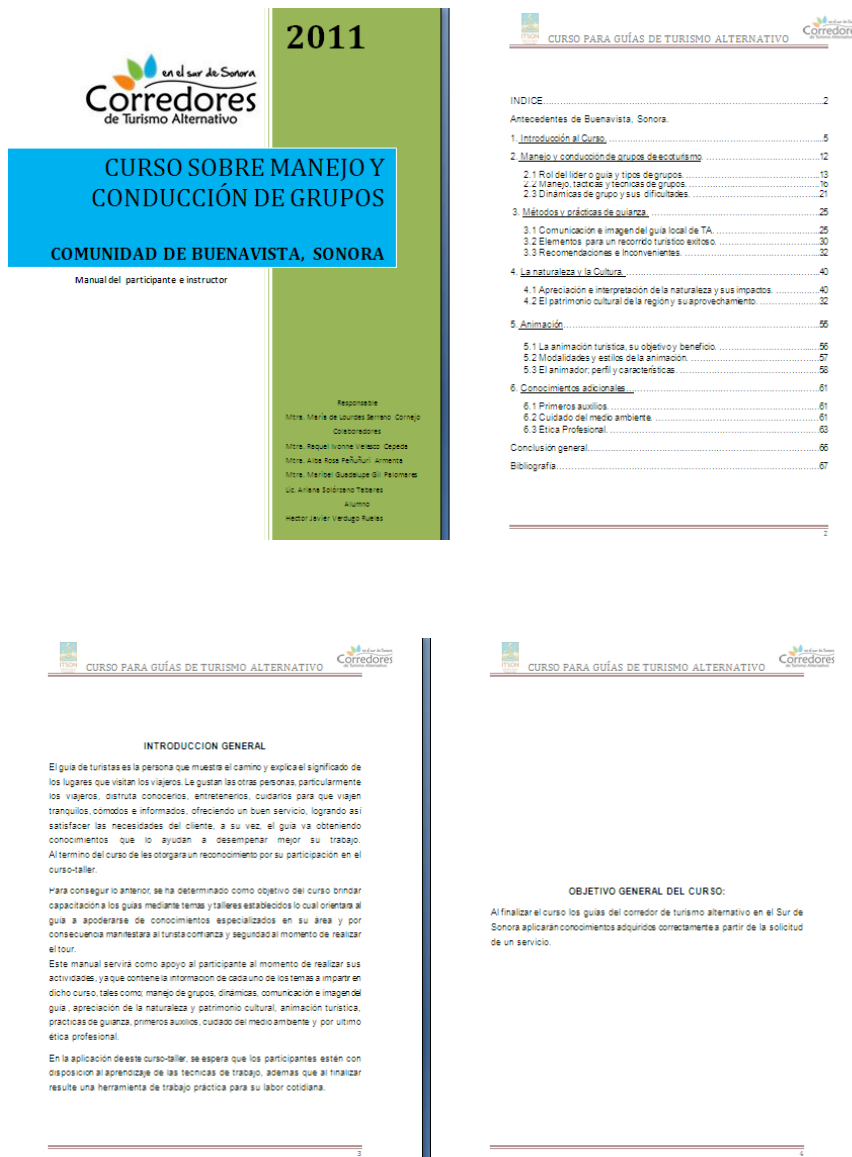 2011
en el sur de Sonora
Corredores
de Turismo Alternativo
CURSO SOBRE MANEJO Y
CONDUCCIÓN DE GRUPOS
COMUNIDAD DE BUENAVISTA, SONORA
Manual del participante e instructor
Responsable
Mtra. María de Lourdes Serrano Cornejo
Colaboradores
Mtra. Raquel Ivonne Velasco Cepeda
Mtra. Alba Rosa Peñuñuri Armenta
Mtra. Maribel Guadalupe Gil Palomares
Lic. Ariana Solórzano Tabares
Alumno
Hector Javier Verdugo Ruelas
CURSO PARA GUÍAS DE TURISMO ALTERNATIVO
Corredores
de Turismo Alternativo
INDICE 2
Antecedentes de Buenavista, Sonora.
1. Introducción al Curso. 5
2. Manejo y conducción de grupos de ecoturismo. 12
2.1 Rol del líder o guía y tipos de grupos. 13
2.2 Manejo, tacticas y técnicas de grupos. 16
2.3 Dinámicas de grupo y sus dificultades. 21
3. Métodos y prácticas de guianza. 25
3.1 Comunicación e imagen del guía local de TA. 25
3.2 Elementos para un recorrido turístico exitoso. 30
3.3 Recomendaciones e Inconvenientes. 32
4. La naturaleza y la Cultura. 40
4.1 Apreciación e interpretación de la naturaleza y sus impactos. 40
4.2 El patrimonio cultural de la región y su aprovechamiento. 32
5. Animación 55
5.1 La animación turística, su objetivo y beneficio. 56
5.2 Modalidades y estilos de la animación. 57
5.3 El animador; perfil y características. 58
6. Conocimientos adicionales... 61
6.1 Primeros auxilios. 61
6.2 Cuidado del medio ambiente. 61
6.3 Etica Profesional. 63
Conclusión general 66
Bibliografía 67
2
ITSON
CURSO PARA GUÍAS DE TURISMO ALTERNATIVO
en el sur de Sonora
Corredores
de Turismo Alternativo
INTRODUCCION GENERAL
El guía de turistas es la persona que muestra el camino y explica el significado de
los lugares que visitan los viajeros. Le gustan las otras personas, particularmente
los viajeros, disfruta conocerlos, entretenerlos, cuidarlos para que viajen
tranquilos, cómodos e informados, ofreciendo un buen servicio, logrando así
satisfacer las necesidades del cliente, a su vez, el guía va obteniendo
conocimientos que lo ayudan a desempeñar mejor su trabajo.
Al termino del curso de les otorgara un reconocimiento por su participación en el
curso-taller.
Para conseguir lo anterior, se ha determinado como objetivo del curso brindar
capacitación a los guías mediante temas y talleres establecidos lo cual orientara al
guía a apoderarse de conocimientos especializados en su área y por
consecuencia manifestara al turista confianza y seguridad al momento de realizar
el tour.
Este manual servirá como apoyo al participante al momento de realizar sus
actividades, ya que contiene la información de cada uno de los temas a impartir en
dicho curso, tales como; manejo de grupos, dinámicas, comunicación e imagen del
guía , apreciación de la naturaleza y patrimonio cultural, animación turística,
practicas de guianza, primeros auxilios, cuidado del medio ambiente y por ultimo
ética profesional.
En la aplicación de este curso-taller, se espera que los participantes estén con
disposición al aprendizaje de las tecnicas de trabajo, ademas que al finalizar
resulte una herramienta de trabajo práctica para su labor cotidiana.
3
CURSO PARA GUÍAS DE TURISMO ALTERNATIVO
en el sur de Sonora
Corredores
de Turismo Alternativo
OBJETIVO GENERAL DEL CURSO:
Al finalizar el curso los guías del corredor de turismo alternativo en el Sur de
Sonora aplicarán conocimientos adquiridos correctamente a partir de la solicitud
de un servicio.
4